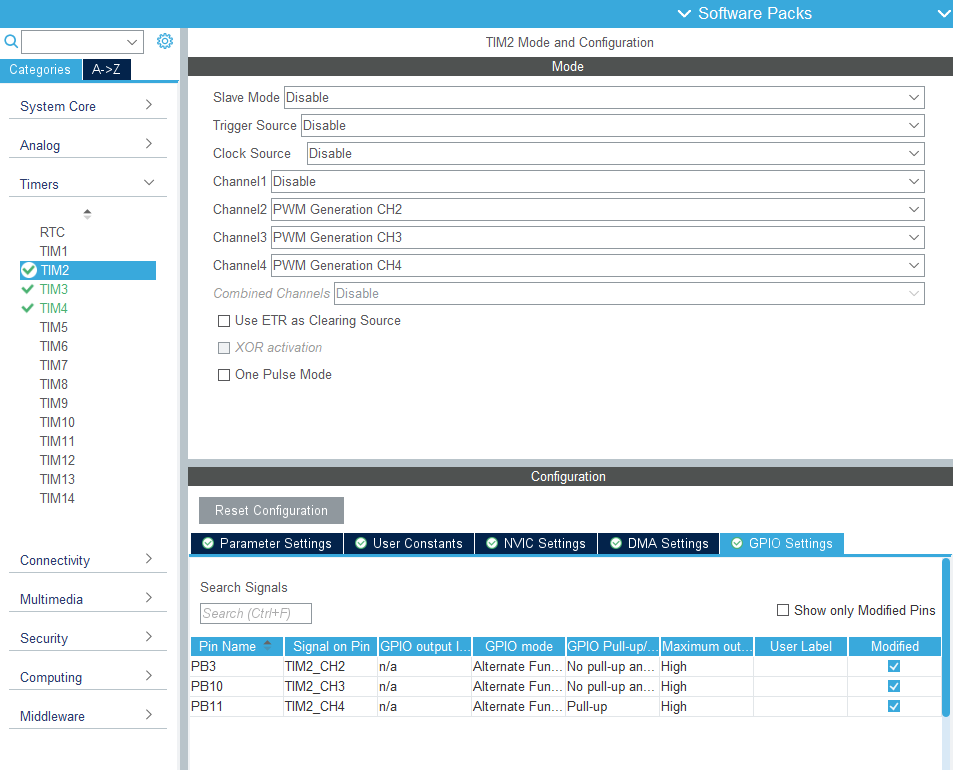 Software Packs
TIM2 Mode and Configuration
Categories A->Z
Mode
System Core
Analog
Timers
RTC
TIM1
TIM2
TIM3
TIM4
TIM5
TIM6
TIM7
TIM8
TIM9
TIM10
TIM11
TIM12
TIM13
TIM14
Connectivity
Multimedia
Security
Computing
Middleware
Slave Mode Disable
Trigger Source Disable
Clock Source Disable
Channel1 Disable
Channel2 PWM Generation CH2
Channel3 PWM Generation CH3
Channel4 PWM Generation CH4
Combined Channels Disable
Use ETR as Clearing Source
XOR activation
One Pulse Mode
Configuration
Reset Configuration
Parameter Settings User Constants NVIC Settings DMA Settings GPIO Settings
Search Signals
Search (Ctrl+F) Show only Modified Pins
Pin Name Signal on Pin GPIO output l... GPIO mode GPIO Pull-up/... Maximum out... User Label Modified
PB3 TIM2_CH2 n/a Alternate Fun... No pull-up an... High
PB10 TIM2_CH3 n/a Alternate Fun... No pull-up an... High
PB11 TIM2_CH4 n/a Alternate Fun... Pull-up High